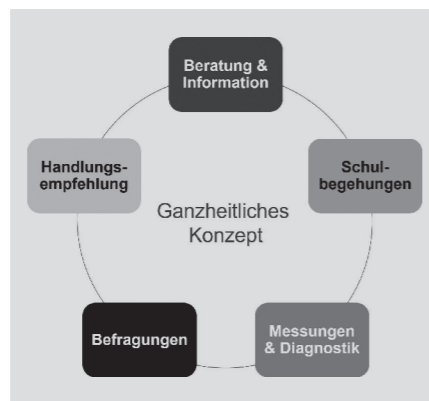 Beratung &
Information
Schul-
begehungen
Messungen
& Diagnostik
Befragungen
Handlungs-
empfehlung
Ganzheitliches
Konzept